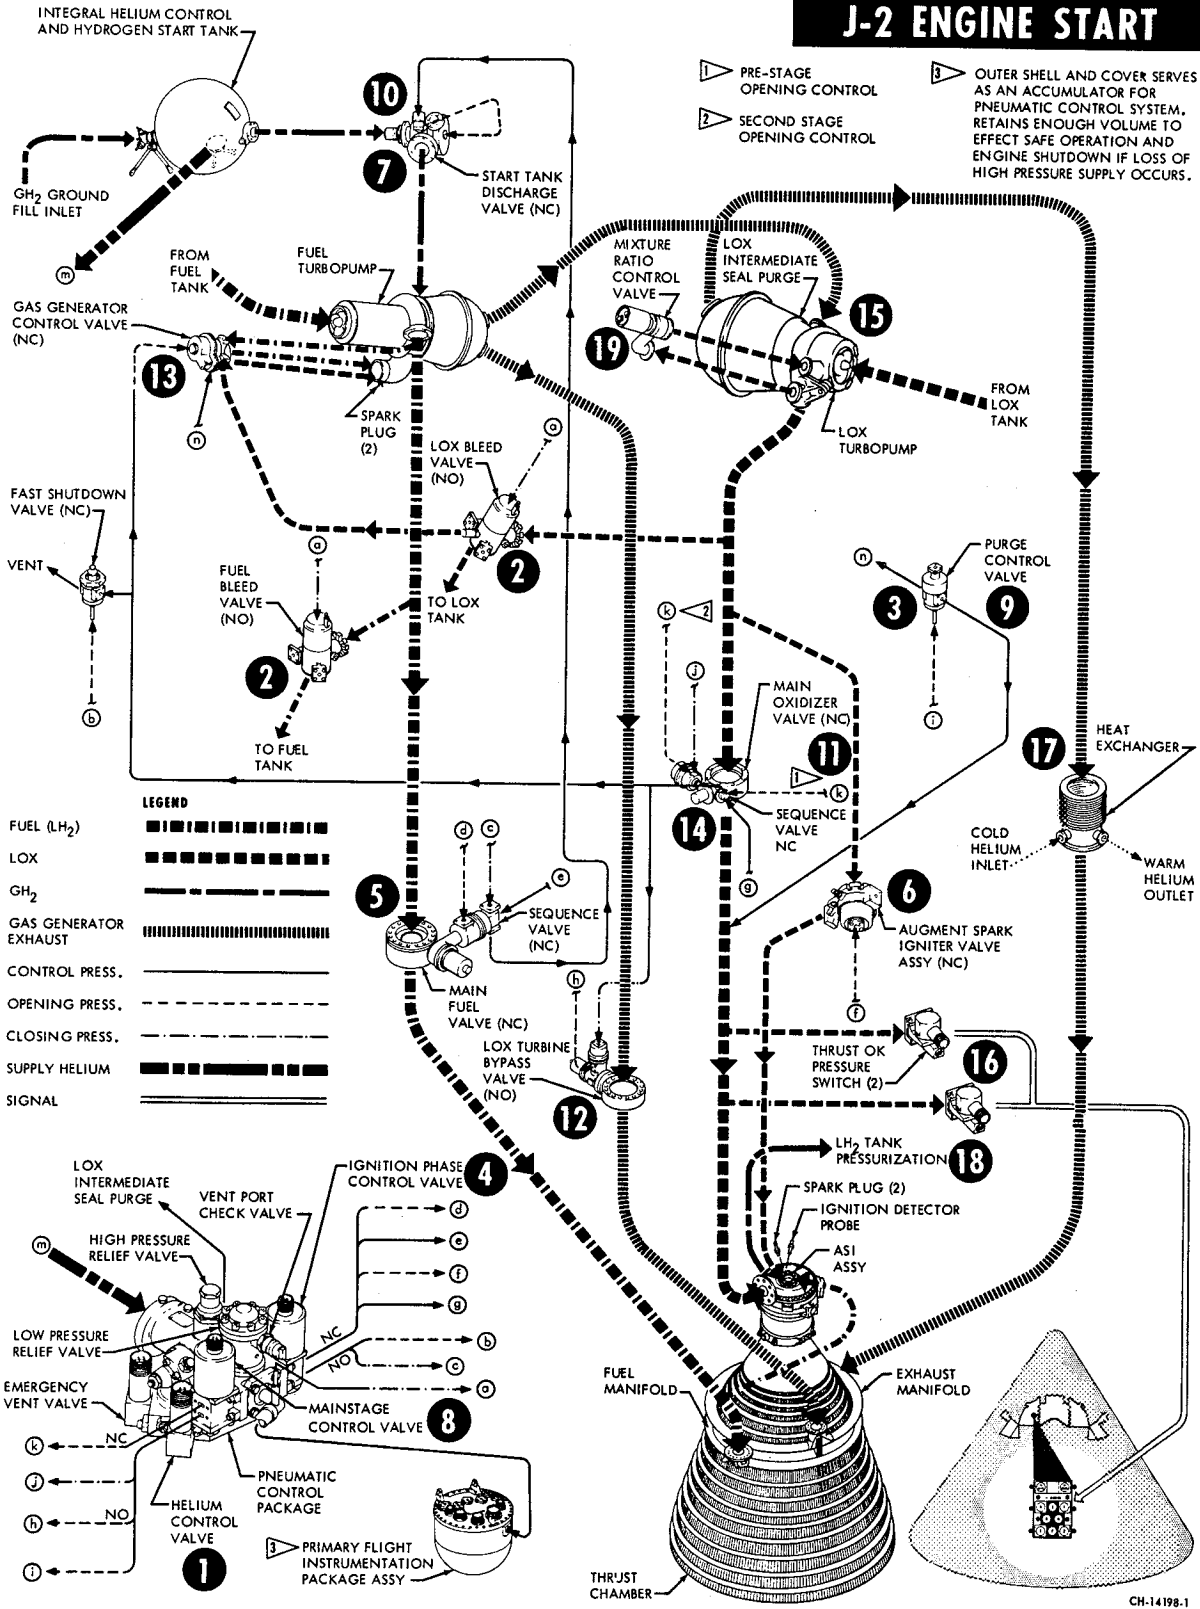 J-2 ENGINE START
INTEGRAL HELIUM CONTROL
AND HYDROGEN START TANK
1 PRE-STAGE
OPENING CONTROL
2 SECOND STAGE
OPENING CONTROL
3 OUTER SHELL AND COVER SERVES
AS AN ACCUMULATOR FOR
PNEUMATIC CONTROL SYSTEM.
RETAINS ENOUGH VOLUME TO
EFFECT SAFE OPERATION AND
ENGINE SHUTDOWN IF LOSS OF
HIGH PRESSURE SUPPLY OCCURS.
10
7
START TANK
DISCHARGE
VALVE (NC)
GH2 GROUND
FILL INLET
m
FROM
FUEL
TANK
FUEL
TURBOPUMP
MIXTURE
RATIO
CONTROL
VALVE
LOX
INTERMEDIATE
SEAL PURGE
15
19
GAS GENERATOR
CONTROL VALVE
(NC)
13
n
SPARK
PLUG
(2)
FROM
LOX
TANK
LOX
TURBOPUMP
LOX BLEED
VALVE
(NO)
a
2
TO LOX
TANK
FAST SHUTDOWN
VALVE (NC)
VENT
b
a
FUEL
BLEED
VALVE
(NO)
2
TO FUEL
TANK
n
PURGE
CONTROL
VALVE
3
9
i
k
2
j
MAIN
OXIDIZER
VALVE (NC)
11
1
k
14
SEQUENCE
VALVE
NC
g
17
HEAT
EXCHANGER
COLD
HELIUM
INLET
WARM
HELIUM
OUTLET
LEGEND
FUEL (LH2)
LOX
GH2
GAS GENERATOR
EXHAUST
CONTROL PRESS.
OPENING PRESS.
CLOSING PRESS.
SUPPLY HELIUM
SIGNAL
d
c
5
e
SEQUENCE
VALVE
(NC)
MAIN
FUEL
VALVE (NC)
h
LOX TURBINE
BYPASS
VALVE
(NO)
12
6
AUGMENT SPARK
IGNITER VALVE
ASSY (NC)
f
THRUST OK
PRESSURE
SWITCH (2)
16
LH2 TANK
PRESSURIZATION
18
SPARK PLUG (2)
IGNITION DETECTOR
PROBE
ASI
ASSY
LOX
INTERMEDIATE
SEAL PURGE
VENT PORT
CHECK VALVE
IGNITION PHASE
CONTROL VALVE
4
m
HIGH PRESSURE
RELIEF VALVE
d
e
f
g
NC
b
NO
c
a
LOW PRESSURE
RELIEF VALVE
EMERGENCY
VENT VALVE
MAINSTAGE
CONTROL VALVE
8
k
NC
j
h
NO
i
PNEUMATIC
CONTROL
PACKAGE
HELIUM
CONTROL
VALVE
1
3 PRIMARY FLIGHT
INSTRUMENTATION
PACKAGE ASSY
FUEL
MANIFOLD
EXHAUST
MANIFOLD
THRUST
CHAMBER
CH-14198-1